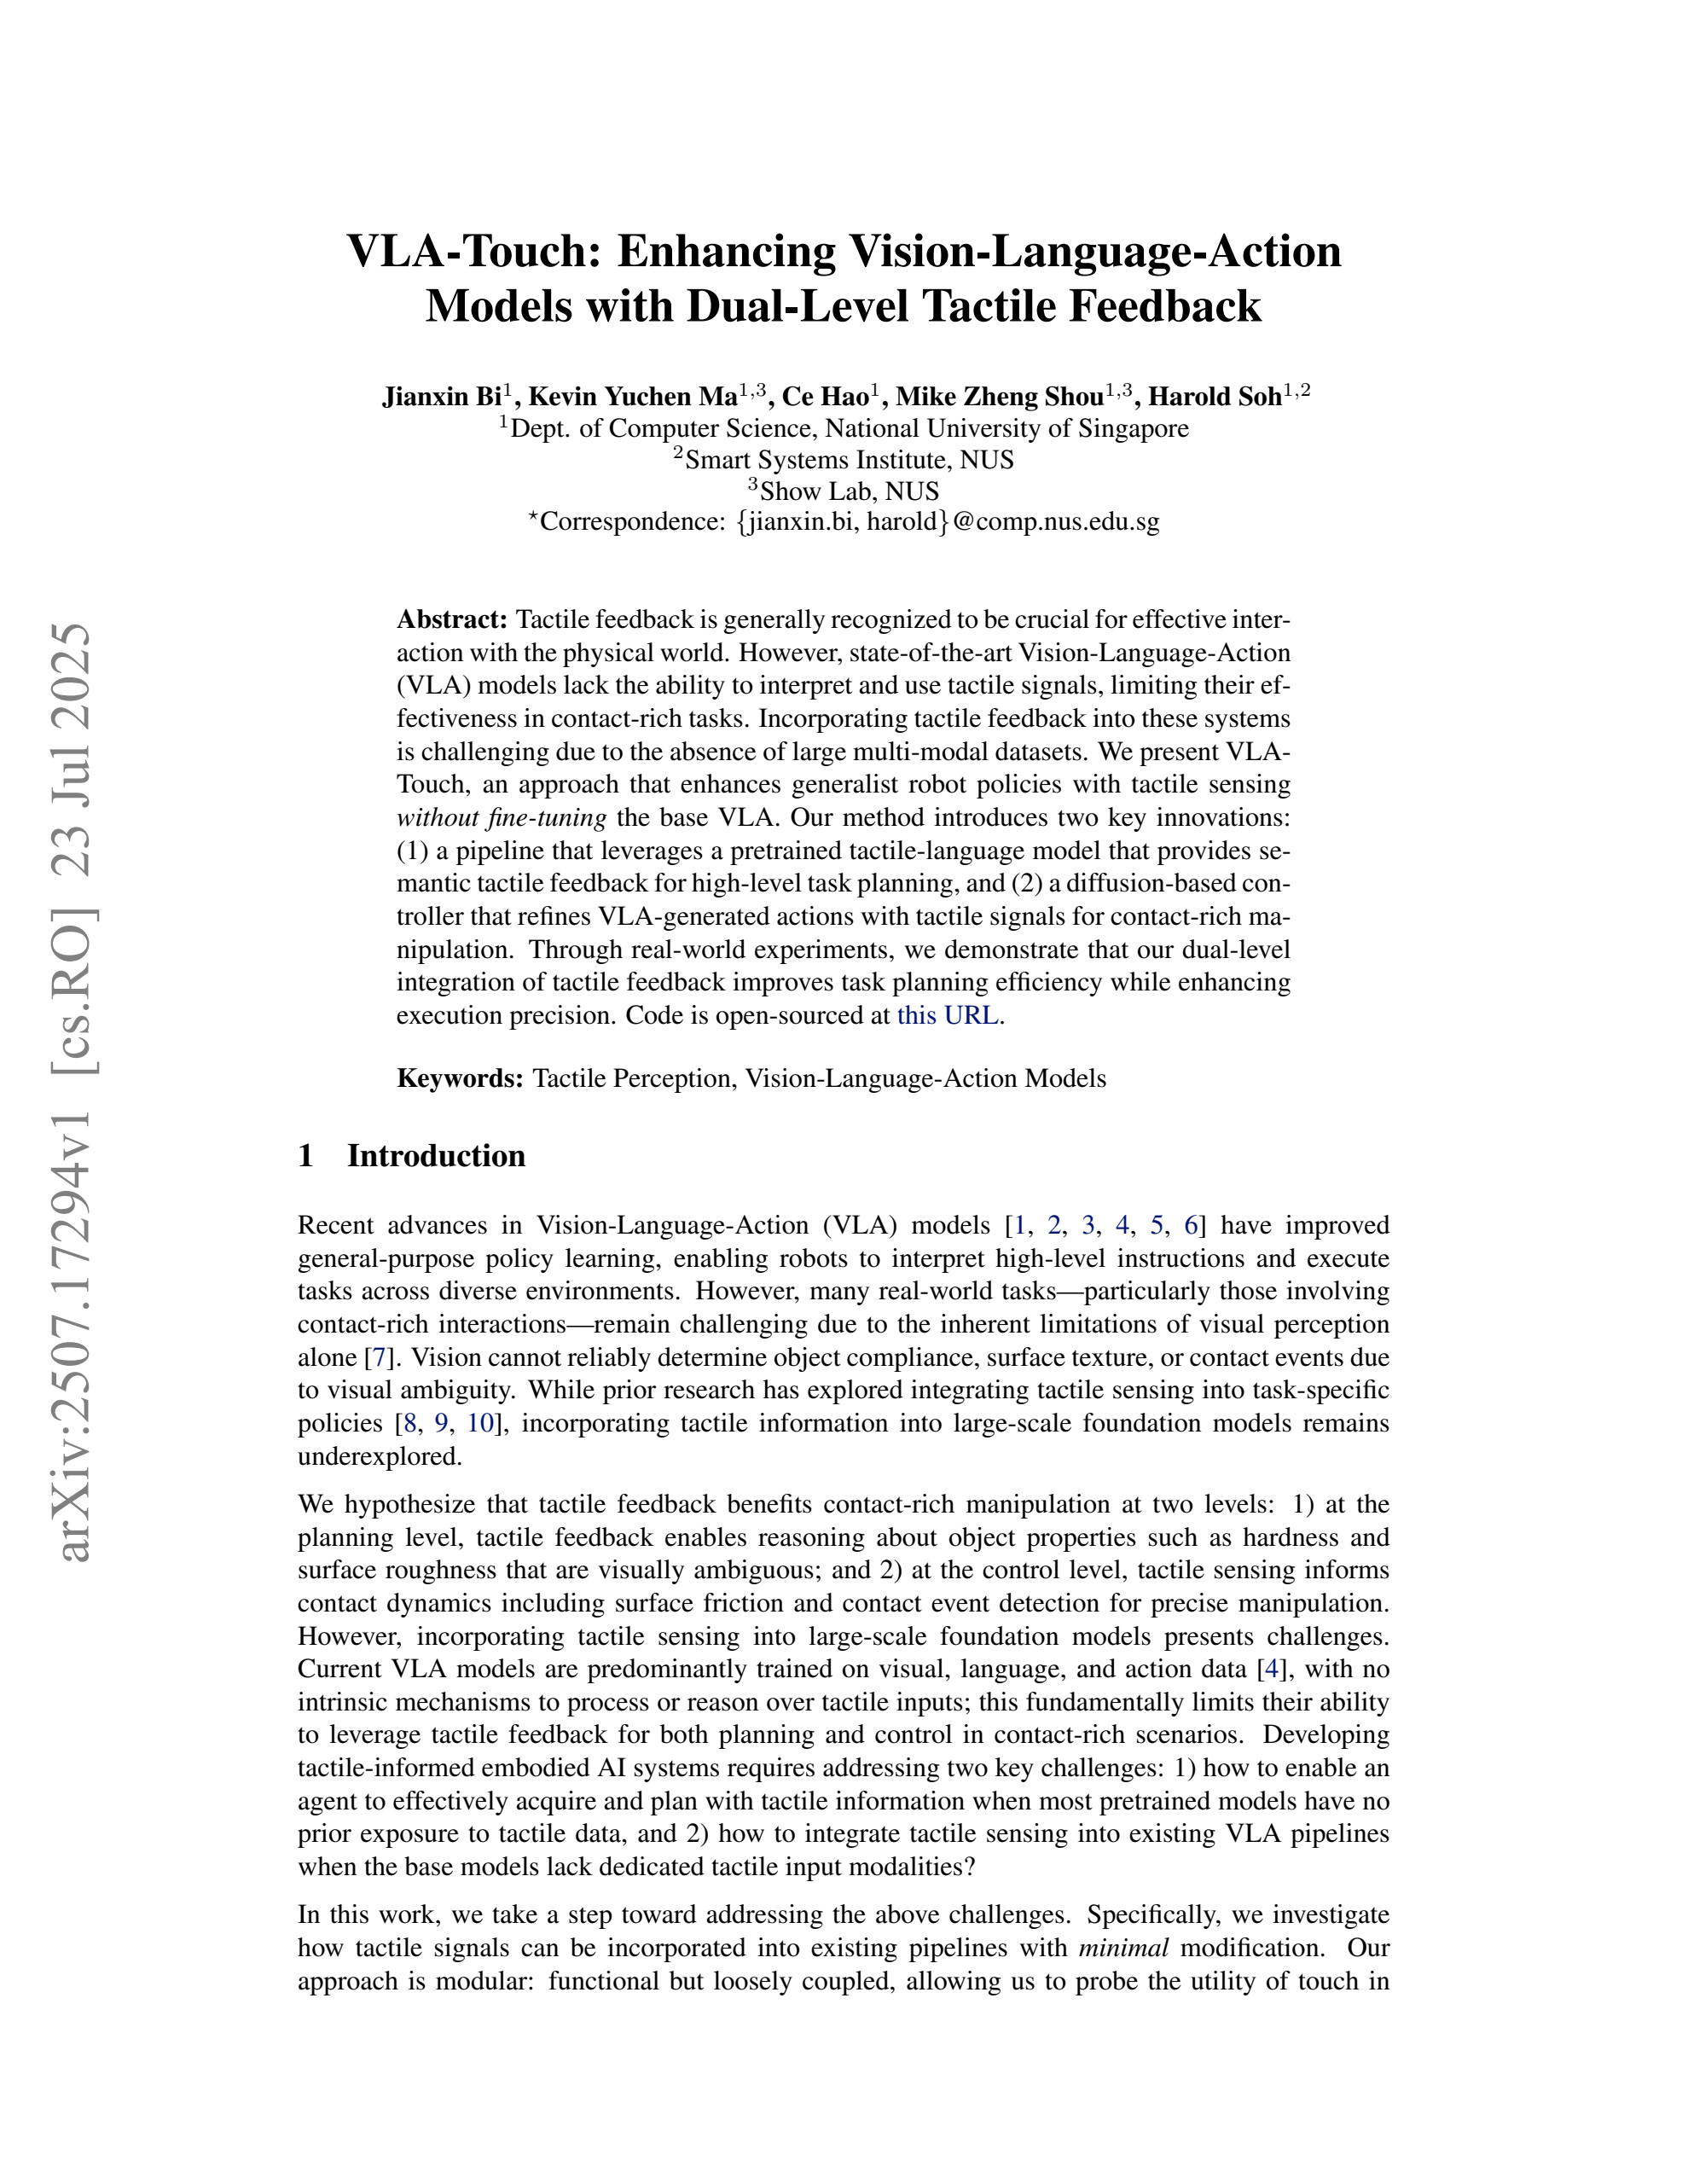 VLA-Touch: Enhancing Vision-Language-Action
Models with Dual-Level Tactile Feedback
Jianxin Bi1, Kevin Yuchen Ma1,3, Ce Hao1, Mike Zheng Shou1,3, Harold Soh1,2
1Dept. of Computer Science, National University of Singapore
2Smart Systems Institute, NUS
3Show Lab, NUS
⋆Correspondence: {jianxin.bi, harold}@comp.nus.edu.sg
Abstract: Tactile feedback is generally recognized to be crucial for effective inter-
action with the physical world. However, state-of-the-art Vision-Language-Action
(VLA) models lack the ability to interpret and use tactile signals, limiting their ef-
fectiveness in contact-rich tasks. Incorporating tactile feedback into these systems
is challenging due to the absence of large multi-modal datasets. We present VLA-
Touch, an approach that enhances generalist robot policies with tactile sensing
without fine-tuning the base VLA. Our method introduces two key innovations:
(1) a pipeline that leverages a pretrained tactile-language model that provides se-
mantic tactile feedback for high-level task planning, and (2) a diffusion-based con-
troller that refines VLA-generated actions with tactile signals for contact-rich ma-
nipulation. Through real-world experiments, we demonstrate that our dual-level
integration of tactile feedback improves task planning efficiency while enhancing
execution precision. Code is open-sourced at this URL.
Keywords: Tactile Perception, Vision-Language-Action Models
1 Introduction
Recent advances in Vision-Language-Action (VLA) models [1, 2, 3, 4, 5, 6] have improved
general-purpose policy learning, enabling robots to interpret high-level instructions and execute
tasks across diverse environments. However, many real-world tasks—particularly those involving
contact-rich interactions—remain challenging due to the inherent limitations of visual perception
alone [7]. Vision cannot reliably determine object compliance, surface texture, or contact events due
to visual ambiguity. While prior research has explored integrating tactile sensing into task-specific
policies [8, 9, 10], incorporating tactile information into large-scale foundation models remains
underexplored.
We hypothesize that tactile feedback benefits contact-rich manipulation at two levels: 1) at the
planning level, tactile feedback enables reasoning about object properties such as hardness and
surface roughness that are visually ambiguous; and 2) at the control level, tactile sensing informs
contact dynamics including surface friction and contact event detection for precise manipulation.
However, incorporating tactile sensing into large-scale foundation models presents challenges.
Current VLA models are predominantly trained on visual, language, and action data [4], with no
intrinsic mechanisms to process or reason over tactile inputs; this fundamentally limits their ability
to leverage tactile feedback for both planning and control in contact-rich scenarios. Developing
tactile-informed embodied AI systems requires addressing two key challenges: 1) how to enable an
agent to effectively acquire and plan with tactile information when most pretrained models have no
prior exposure to tactile data, and 2) how to integrate tactile sensing into existing VLA pipelines
when the base models lack dedicated tactile input modalities?
In this work, we take a step toward addressing the above challenges. Specifically, we investigate
how tactile signals can be incorporated into existing pipelines with minimal modification. Our
approach is modular: functional but loosely coupled, allowing us to probe the utility of touch in
arXiv:2507.17294v1 [cs.RO] 23 Jul 2025